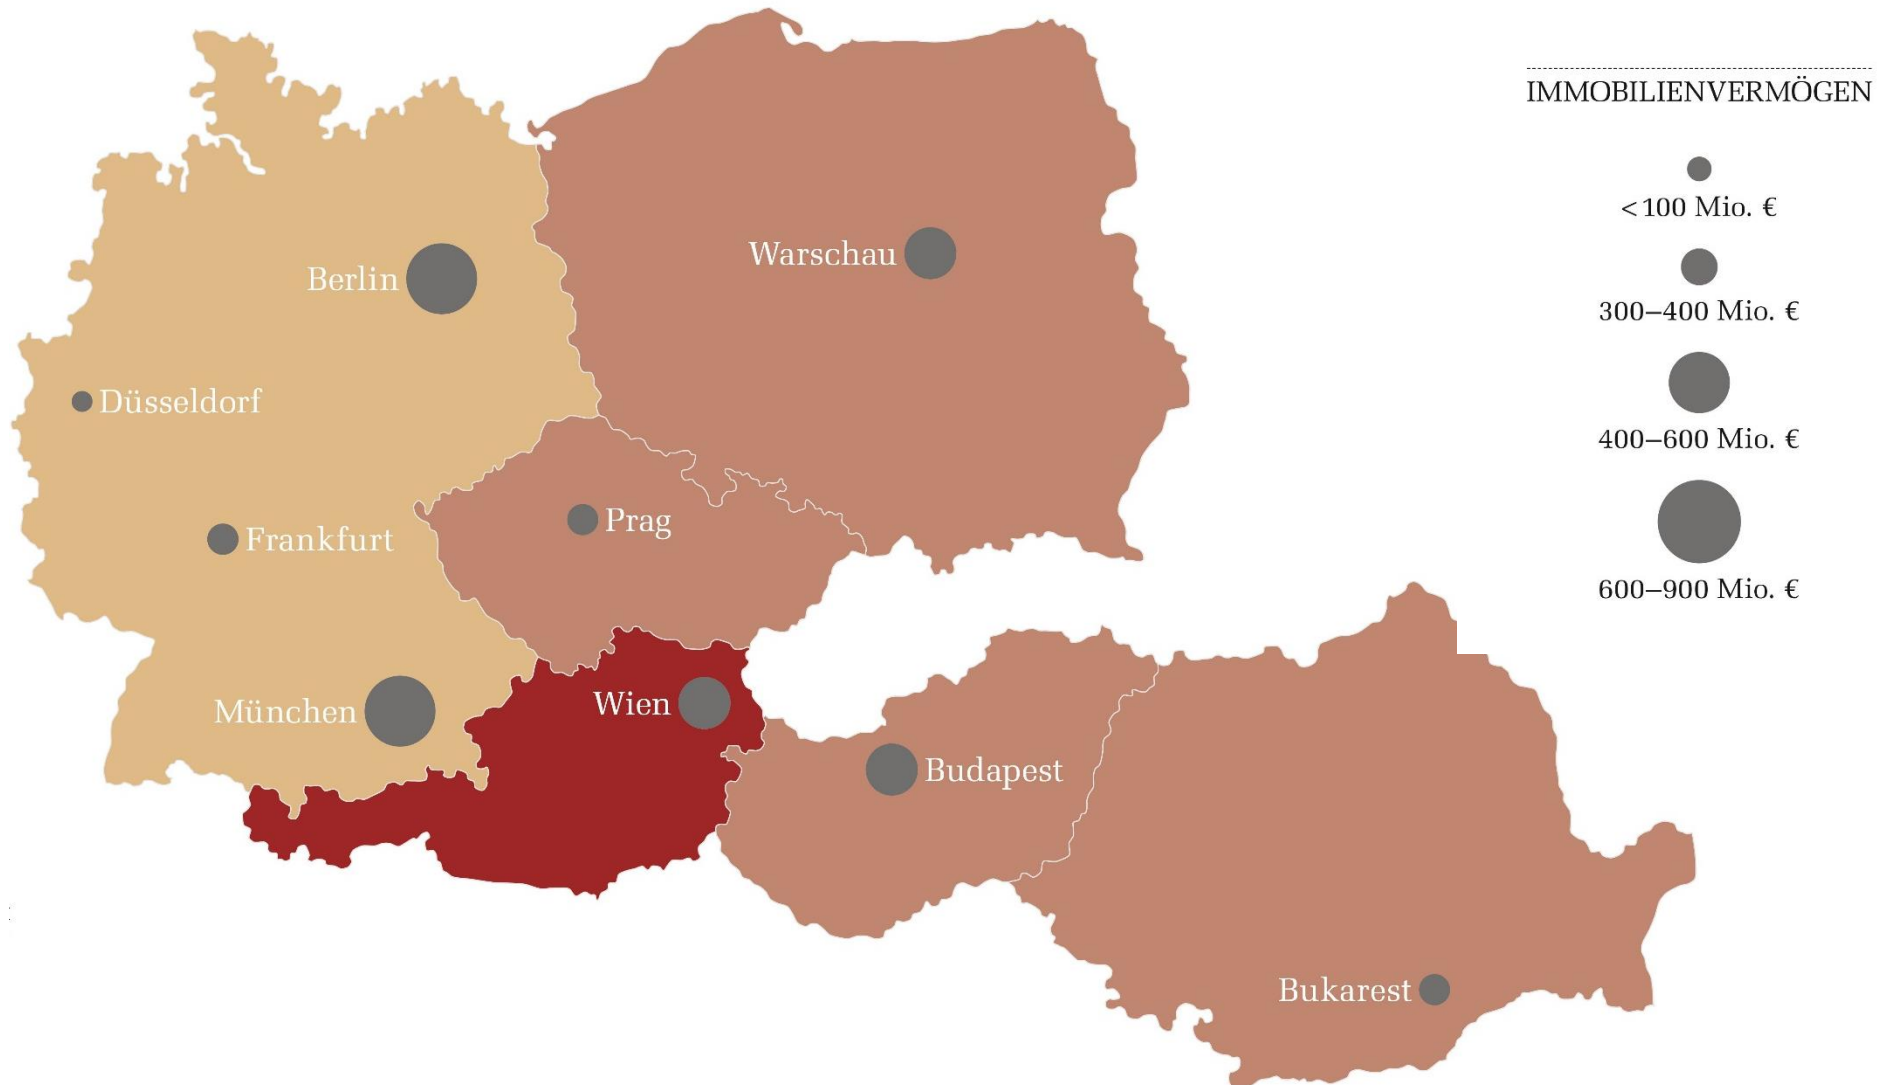 IMMOBILIENVERMÖGEN
<100 Mio. €
300–400 Mio. €
400–600 Mio. €
600–900 Mio. €
Warschau
Berlin
Düsseldorf
Prag
Frankfurt
Wien
München
Budapest
Bukarest